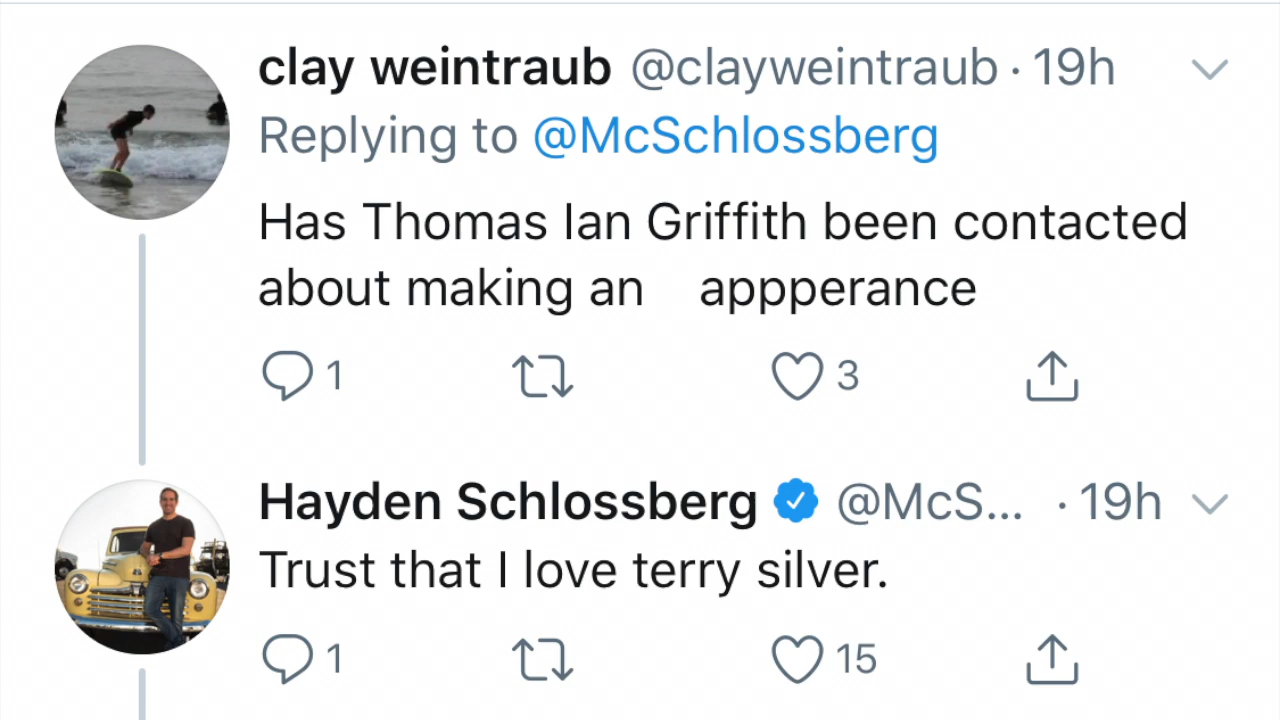 clay weintraub @clayweintraub · 19h
Replying to @McSchlossberg
Has Thomas Ian Griffith been contacted
about making an    appperance
1 3
Hayden Schlossberg @McS... · 19h
Trust that I love terry silver.
1 15